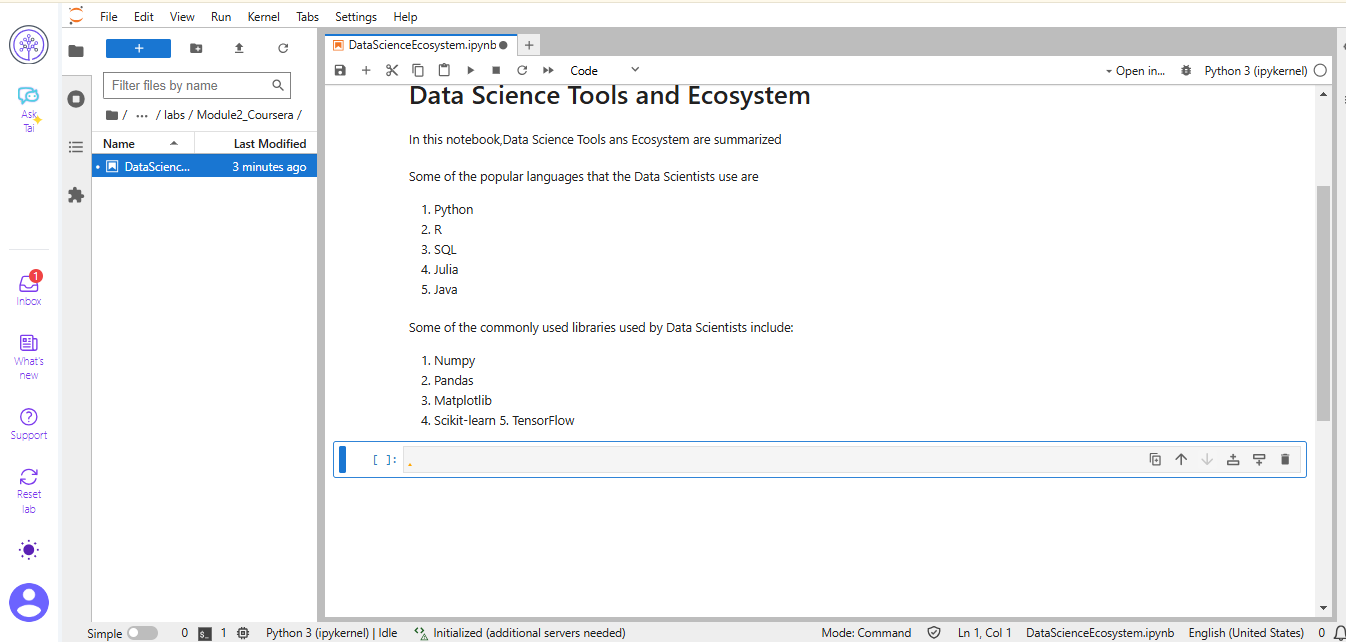 File Edit View Run Kernel Tabs Settings Help
Ask
Tai
1
Inbox
What's
new
Support
Reset
lab
+
Filter files by name
/ ... / labs / Module2_Coursera /
Name Last Modified
DataScienc... 3 minutes ago
DataScienceEcosystem.ipynb
+
Code
Open in...
Python 3 (ipykernel)
Data Science Tools and Ecosystem
In this notebook,Data Science Tools ans Ecosystem are summarized
Some of the popular languages that the Data Scientists use are
1. Python
2. R
3. SQL
4. Julia
5. Java
Some of the commonly used libraries used by Data Scientists include:
1. Numpy
2. Pandas
3. Matplotlib
4. Scikit-learn 5. TensorFlow
[ ]: .
Simple 0 $_ 1 Python 3 (ipykernel) | Idle Initialized (additional servers needed) Mode: Command Ln 1, Col 1 DataScienceEcosystem.ipynb English (United States) 0